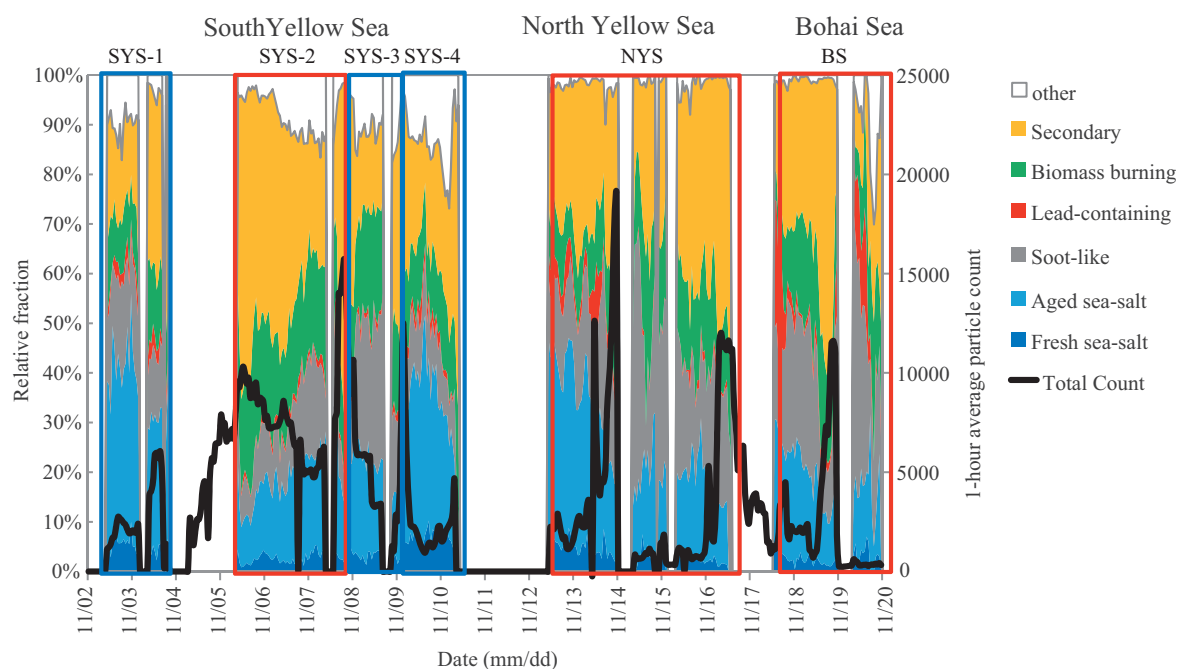 SouthYellow Sea North Yellow Sea Bohai Sea
SYS-1 SYS-2 SYS-3 SYS-4 NYS BS
100%
90%
80%
70%
60%
50%
40%
30%
20%
10%
0%
Relative fraction
25000
20000
15000
10000
5000
0
1-hour average particle count
other
Secondary
Biomass burning
Lead-containing
Soot-like
Aged sea-salt
Fresh sea-salt
Total Count
11/02 11/03 11/04 11/05 11/06 11/07 11/08 11/09 11/10 11/11 11/12 11/13 11/14 11/15 11/16 11/17 11/18 11/19 11/20
Date (mm/dd)